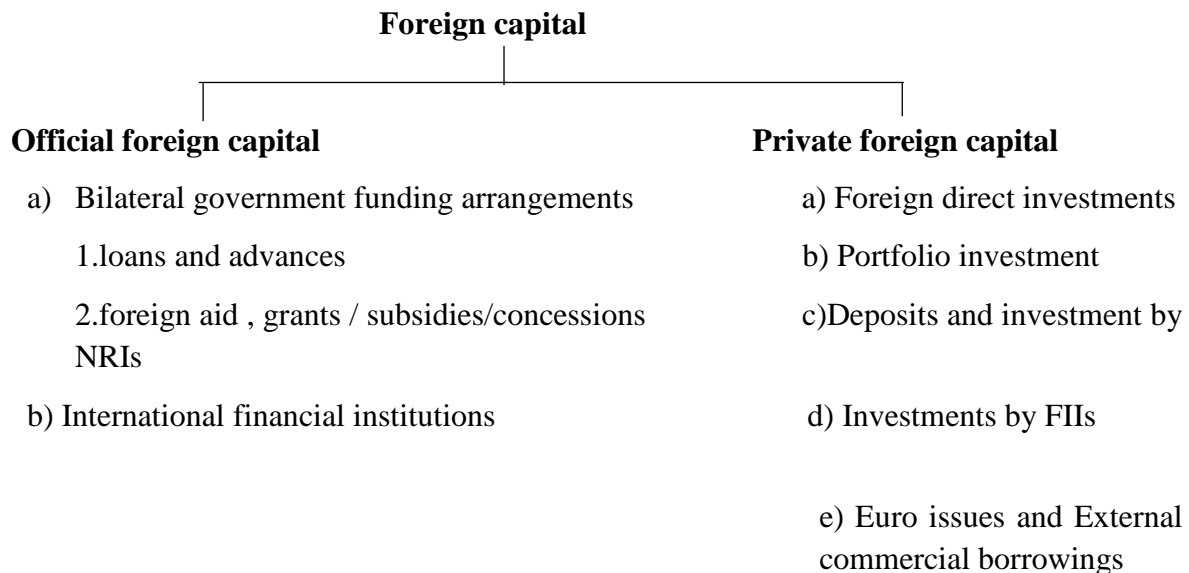 Foreign capital
Official foreign capital
a) Bilateral government funding arrangements
1.loans and advances
2.foreign aid , grants / subsidies/concessions
NRIs
b) International financial institutions
Private foreign capital
a) Foreign direct investments
b) Portfolio investment
c)Deposits and investment by
d) Investments by FIIs
e) Euro issues and External
commercial borrowings